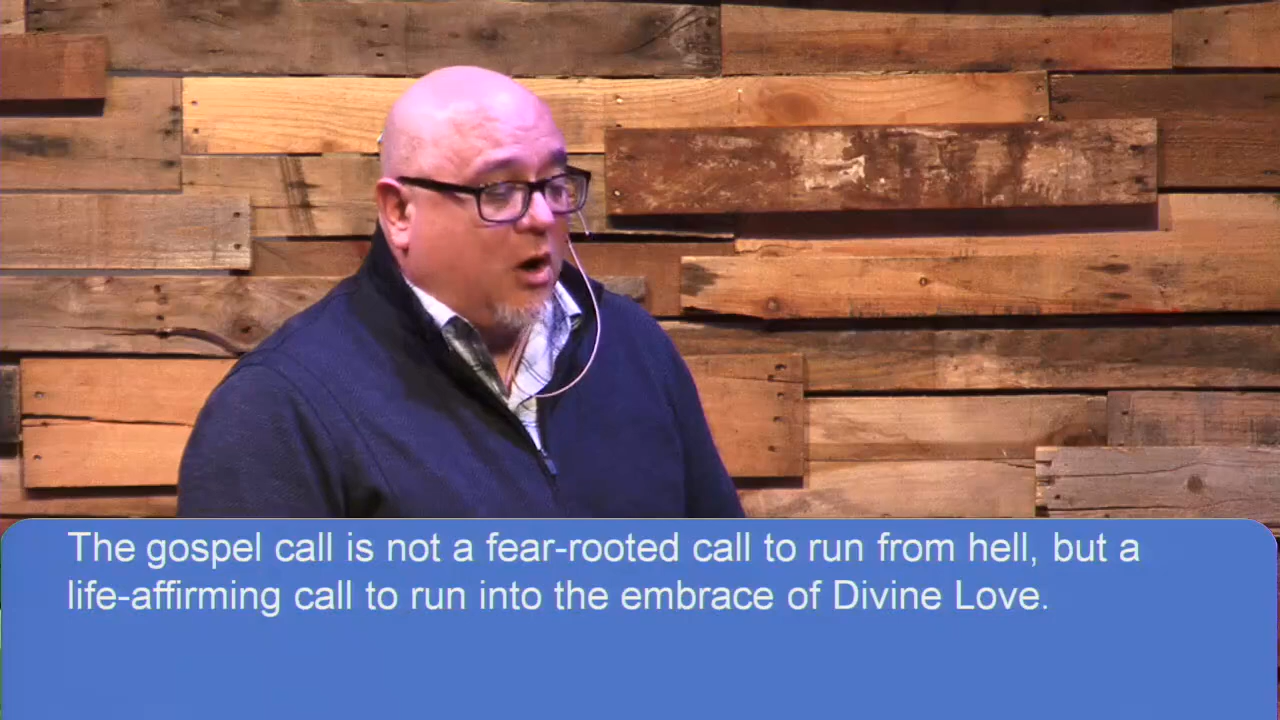 The gospel call is not a fear-rooted call to run from hell, but a
life-affirming call to run into the embrace of Divine Love.